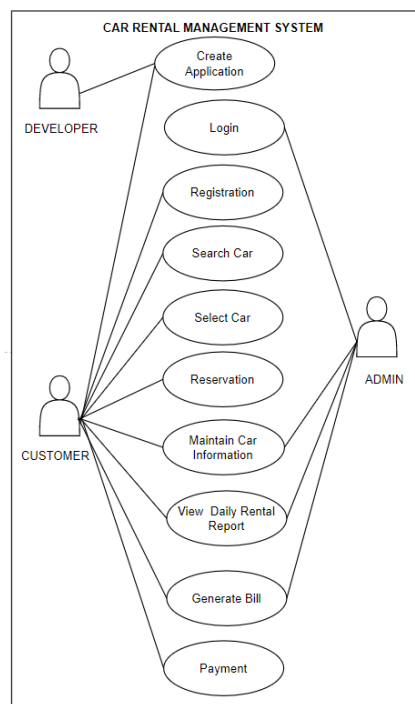 CAR RENTAL MANAGEMENT SYSTEM
Create
Application
DEVELOPER
Login
Registration
Search Car
Select Car
Reservation
ADMIN
CUSTOMER
Maintain Car
Information
View Daily Rental
Report
Generate Bill
Payment